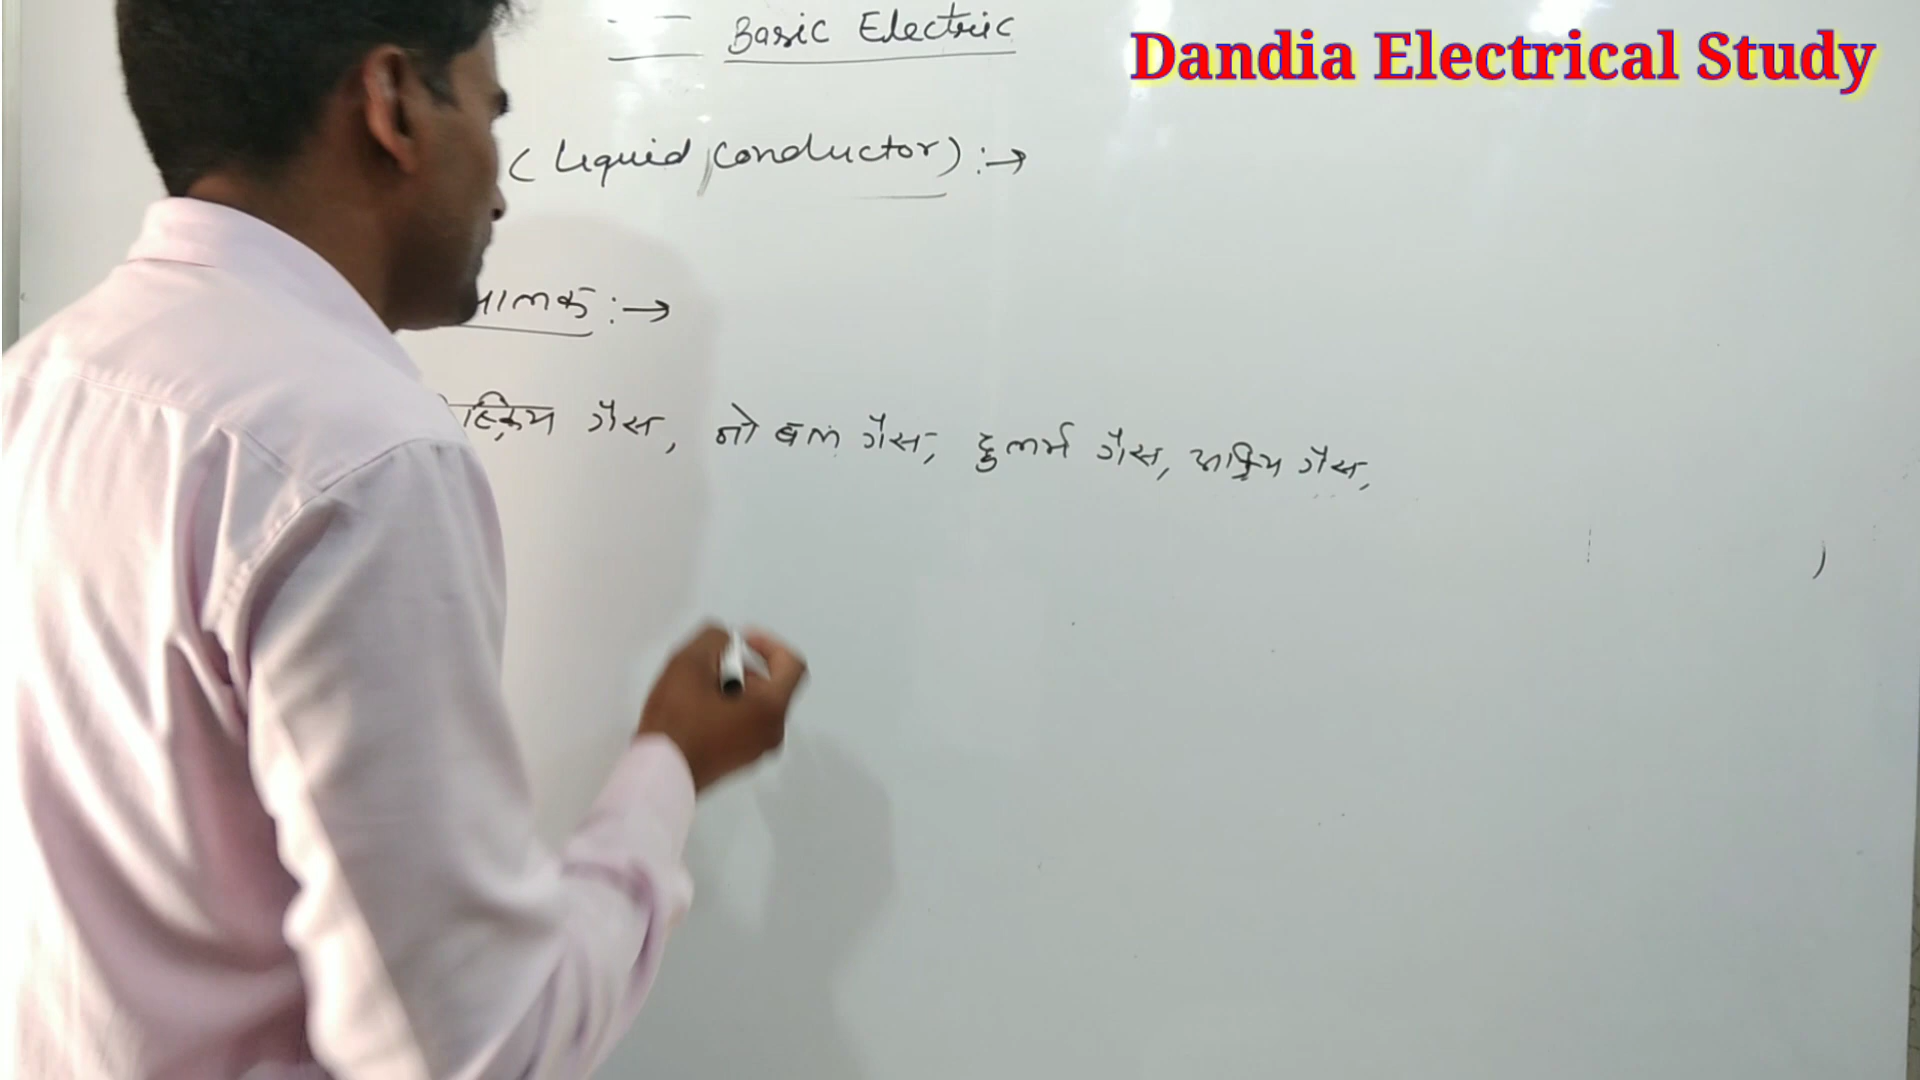 Basic Electric
Dandia Electrical Study
(Liquid Conductor) :→
चालक :→
निष्क्रिय गैस, नोबल गैस, दुलर्भ गैस, अक्रिय गैस,